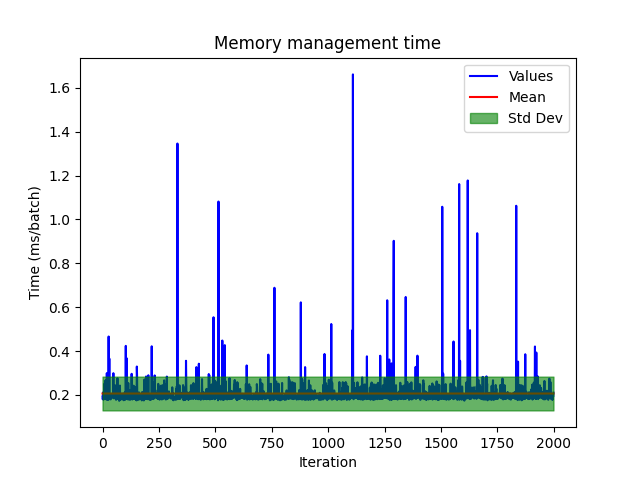 Memory management time
Values
Mean
Std Dev
Time (ms/batch)
1.6
1.4
1.2
1.0
0.8
0.6
0.4
0.2
0 250 500 750 1000 1250 1500 1750 2000
Iteration